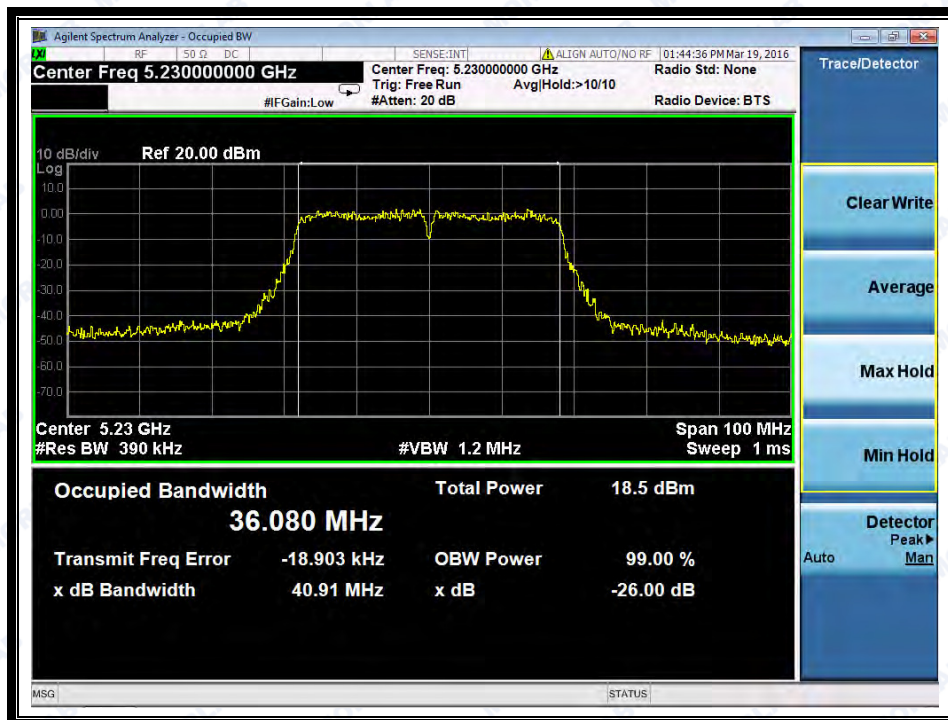 Agilent Spectrum Analyzer - Occupied BW
LXI RF 50 Ω DC SENSE:INT ALIGN AUTO/NO RF 01:44:36 PM Mar 19, 2016
Center Freq 5.230000000 GHz
Center Freq: 5.230000000 GHz
Radio Std: None
Trig: Free Run Avg|Hold:>10/10
#IFGain:Low #Atten: 20 dB
Radio Device: BTS
10 dB/div Ref 20.00 dBm
Log
10.0
0.00
-10.0
-20.0
-30.0
-40.0
-50.0
-60.0
-70.0
Center 5.23 GHz Span 100 MHz
#Res BW 390 kHz #VBW 1.2 MHz Sweep 1 ms
Occupied Bandwidth Total Power 18.5 dBm
36.080 MHz
Transmit Freq Error -18.903 kHz OBW Power 99.00 %
x dB Bandwidth 40.91 MHz x dB -26.00 dB
MSG STATUS
Trace/Detector
Clear Write
Average
Max Hold
Min Hold
Detector
Peak▶
Auto Man